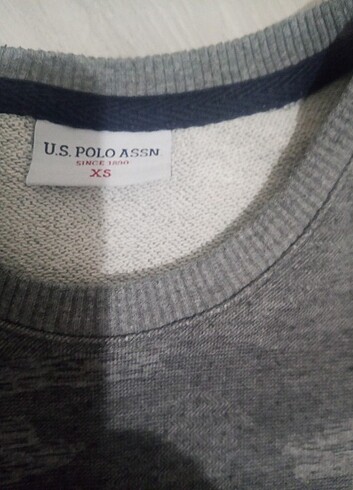 U.S. POLO ASSN
SINCE 1890
XS